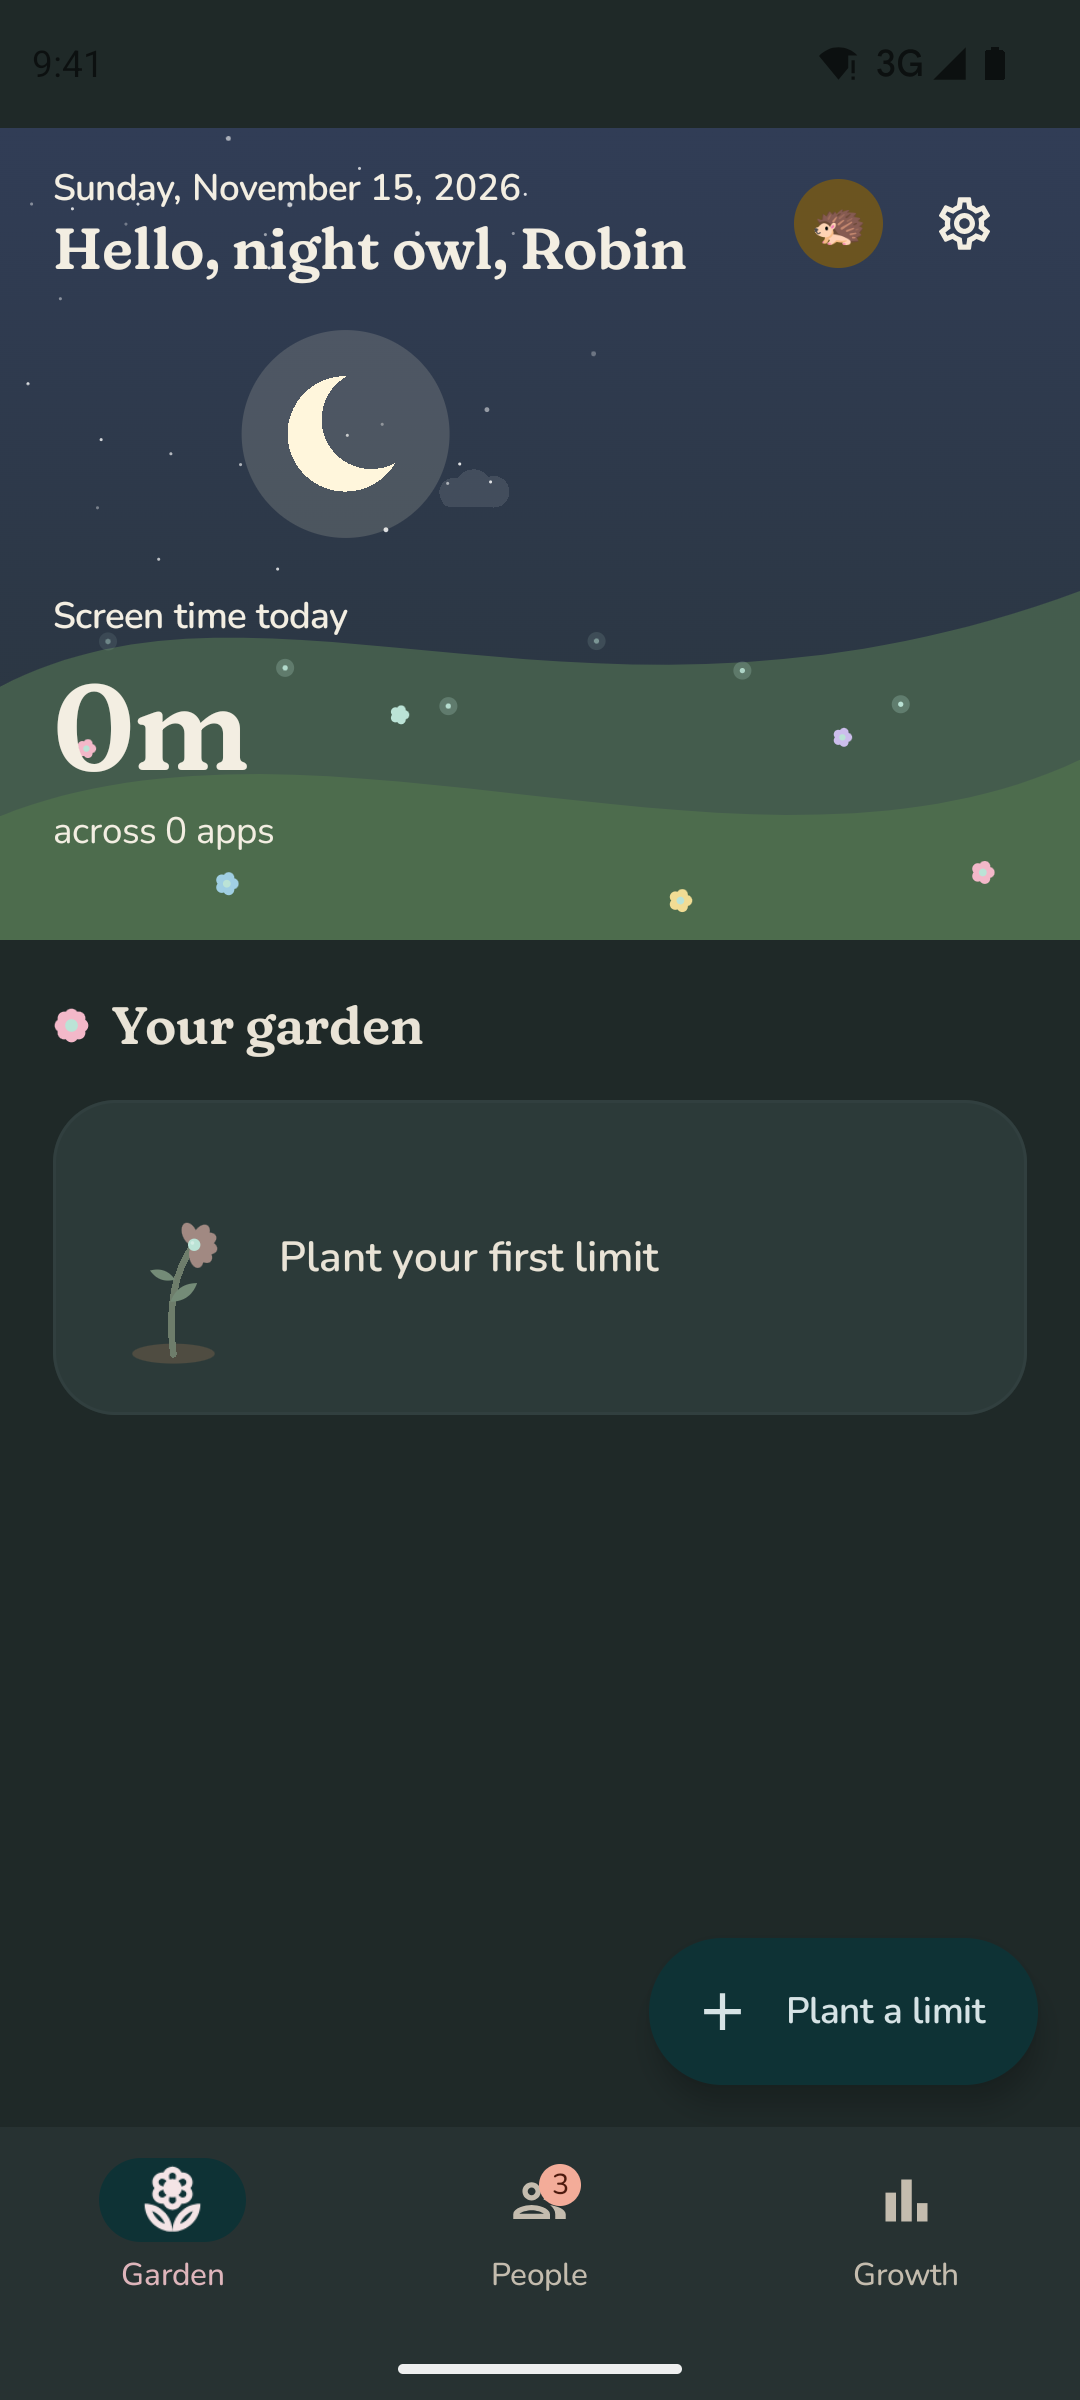 9:41
3G
Sunday, November 15, 2026
Hello, night owl, Robin
Screen time today
0m
across 0 apps
Your garden
Plant your first limit
Plant a limit
3
Garden
People
Growth